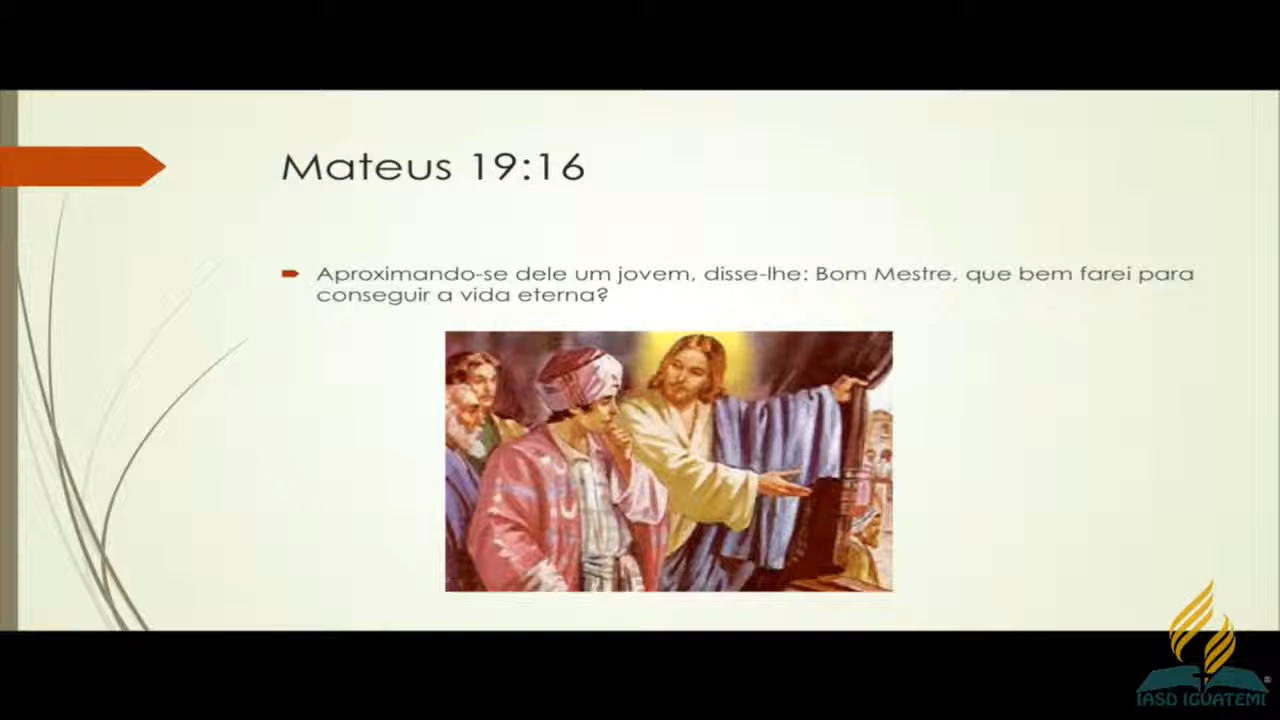 Mateus 19:16
Aproximando-se dele um jovem, disse-lhe: Bom Mestre, que bem farei para
conseguir a vida eterna?
IASD IGUATEMI